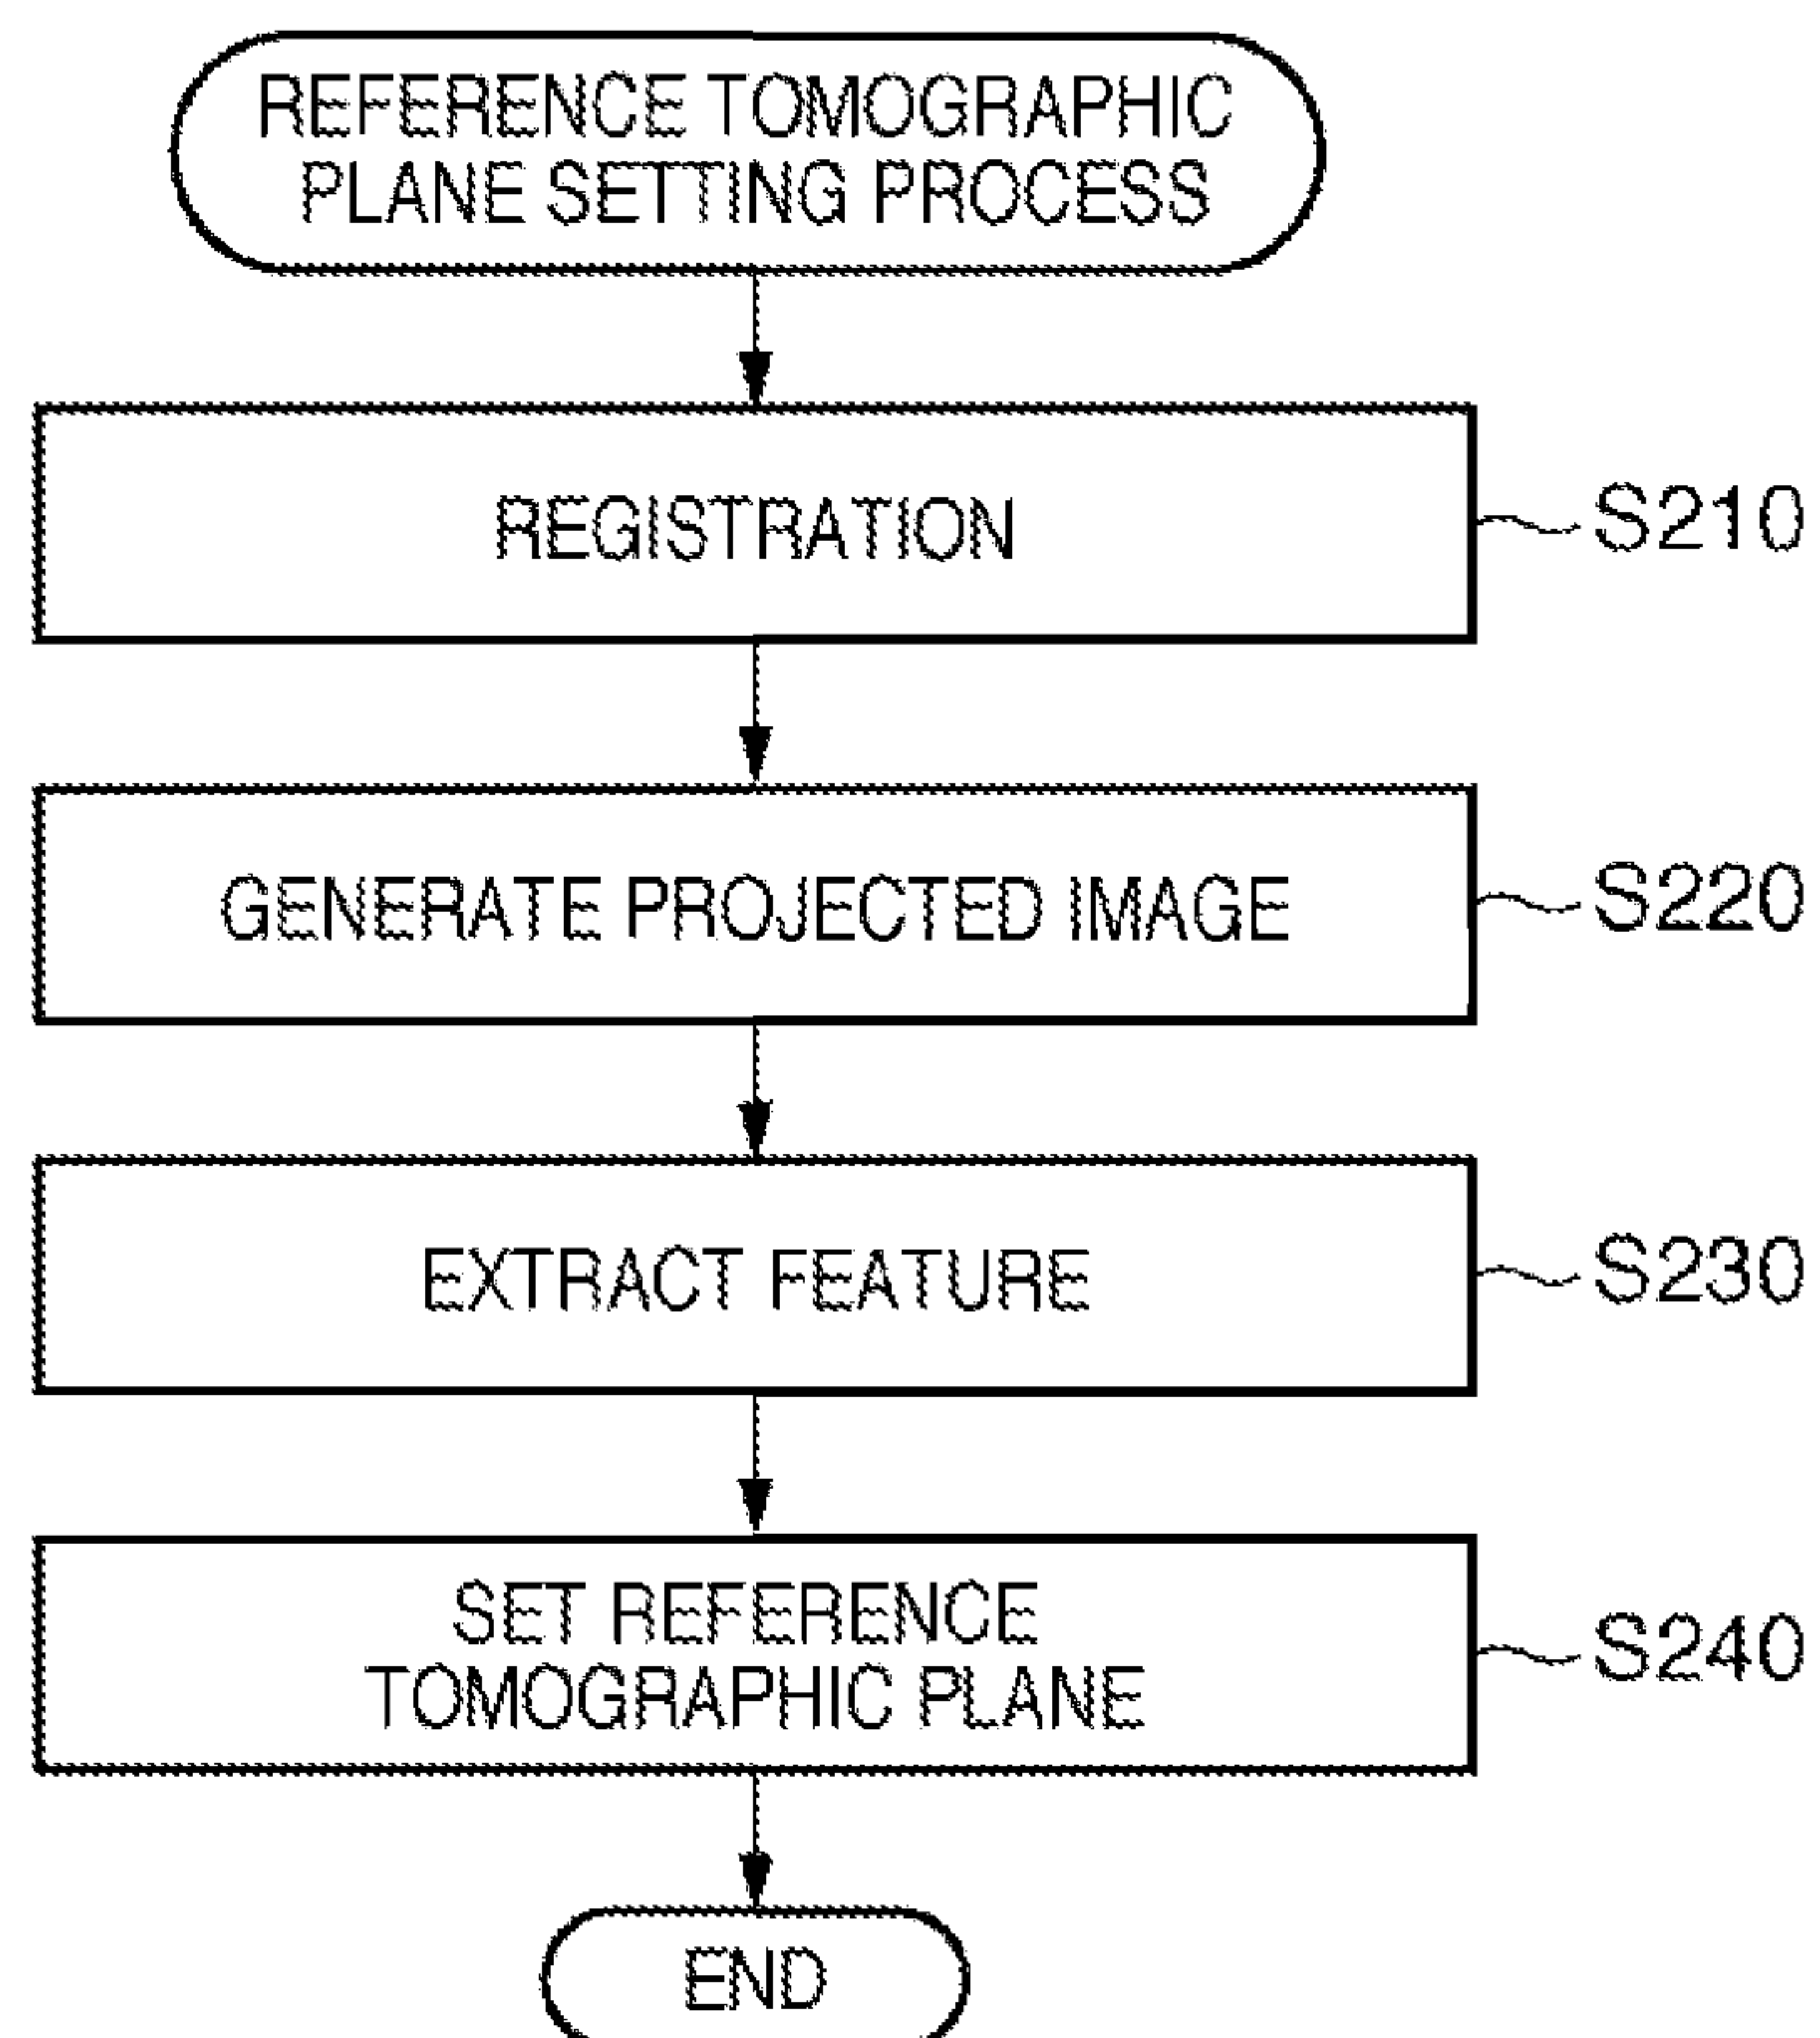 REFERENCE TOMOGRAPHIC
PLANE SETTING PROCESS
REGISTRATION
S210
GENERATE PROJECTED IMAGE
S220
EXTRACT FEATURE
S230
SET REFERENCE
TOMOGRAPHIC PLANE
S240
END